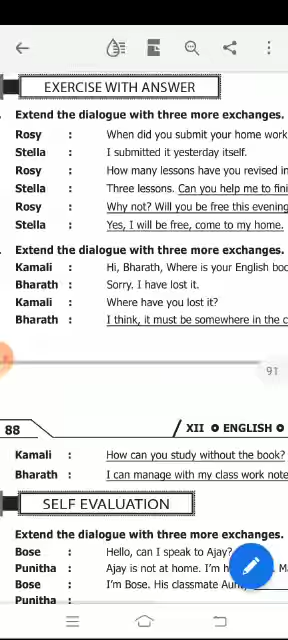 EXERCISE WITH ANSWER
Extend the dialogue with three more exchanges.
Rosy : When did you submit your home work
Stella : I submitted it yesterday itself.
Rosy : How many lessons have you revised in
Stella : Three lessons. Can you help me to fini
Rosy : Why not? Will you be free this evening
Stella : Yes, I will be free, come to my home.
Extend the dialogue with three more exchanges.
Kamali : Hi, Bharath, Where is your English boo
Bharath : Sorry. I have lost it.
Kamali : Where have you lost it?
Bharath : I think, it must be somewhere in the c
91
88 XII ENGLISH
Kamali : How can you study without the book?
Bharath : I can manage with my class work note
SELF EVALUATION
Extend the dialogue with three more exchanges.
Bose : Hello, can I speak to Ajay?
Punitha : Ajay is not at home. I'm h
Bose : I'm Bose. His classmate Aunty
Punitha :